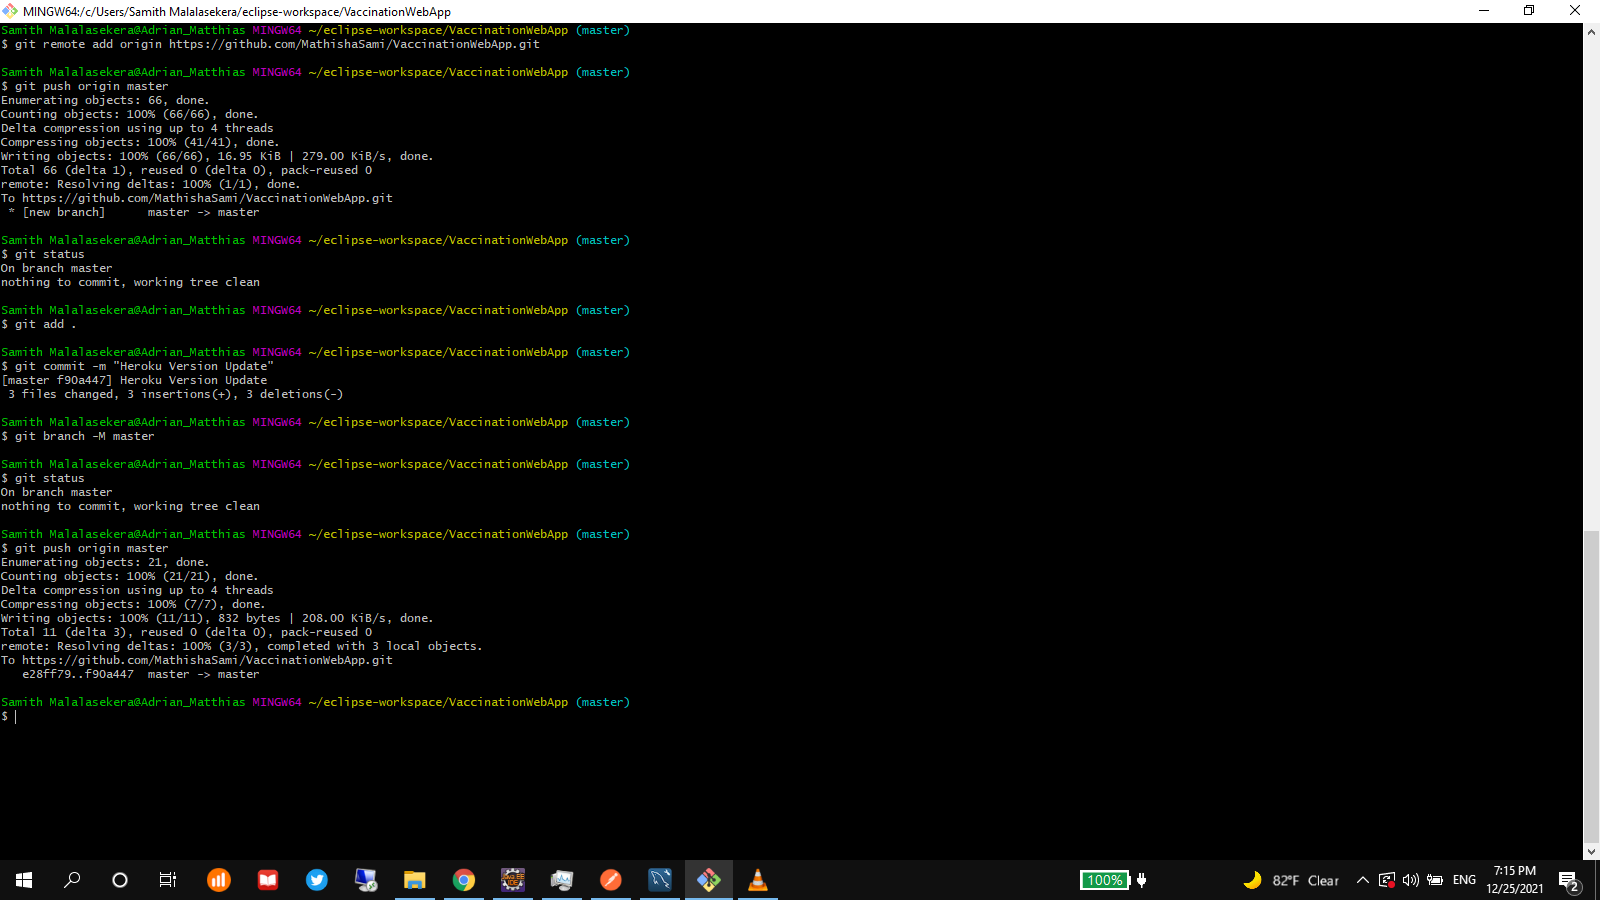 MINGW64:/c/Users/Samith Malalasekera/eclipse-workspace/VaccinationWebApp
Samith Malalasekera@Adrian_Matthias MINGW64 ~/eclipse-workspace/VaccinationWebApp (master)
$ git remote add origin https://github.com/MathishaSami/VaccinationWebApp.git
Samith Malalasekera@Adrian_Matthias MINGW64 ~/eclipse-workspace/VaccinationWebApp (master)
$ git push origin master
Enumerating objects: 66, done.
Counting objects: 100% (66/66), done.
Delta compression using up to 4 threads
Compressing objects: 100% (41/41), done.
Writing objects: 100% (66/66), 16.95 KiB | 279.00 KiB/s, done.
Total 66 (delta 1), reused 0 (delta 0), pack-reused 0
remote: Resolving deltas: 100% (1/1), done.
To https://github.com/MathishaSami/VaccinationWebApp.git
 * [new branch]      master -> master
Samith Malalasekera@Adrian_Matthias MINGW64 ~/eclipse-workspace/VaccinationWebApp (master)
$ git status
On branch master
nothing to commit, working tree clean
Samith Malalasekera@Adrian_Matthias MINGW64 ~/eclipse-workspace/VaccinationWebApp (master)
$ git add .
Samith Malalasekera@Adrian_Matthias MINGW64 ~/eclipse-workspace/VaccinationWebApp (master)
$ git commit -m "Heroku Version Update"
[master f90a447] Heroku Version Update
 3 files changed, 3 insertions(+), 3 deletions(-)
Samith Malalasekera@Adrian_Matthias MINGW64 ~/eclipse-workspace/VaccinationWebApp (master)
$ git branch -M master
Samith Malalasekera@Adrian_Matthias MINGW64 ~/eclipse-workspace/VaccinationWebApp (master)
$ git status
On branch master
nothing to commit, working tree clean
Samith Malalasekera@Adrian_Matthias MINGW64 ~/eclipse-workspace/VaccinationWebApp (master)
$ git push origin master
Enumerating objects: 21, done.
Counting objects: 100% (21/21), done.
Delta compression using up to 4 threads
Compressing objects: 100% (7/7), done.
Writing objects: 100% (11/11), 832 bytes | 208.00 KiB/s, done.
Total 11 (delta 3), reused 0 (delta 0), pack-reused 0
remote: Resolving deltas: 100% (3/3), completed with 3 local objects.
To https://github.com/MathishaSami/VaccinationWebApp.git
   e28ff79..f90a447  master -> master
Samith Malalasekera@Adrian_Matthias MINGW64 ~/eclipse-workspace/VaccinationWebApp (master)
$
100%
82°F Clear
ENG
7:15 PM
12/25/2021
2